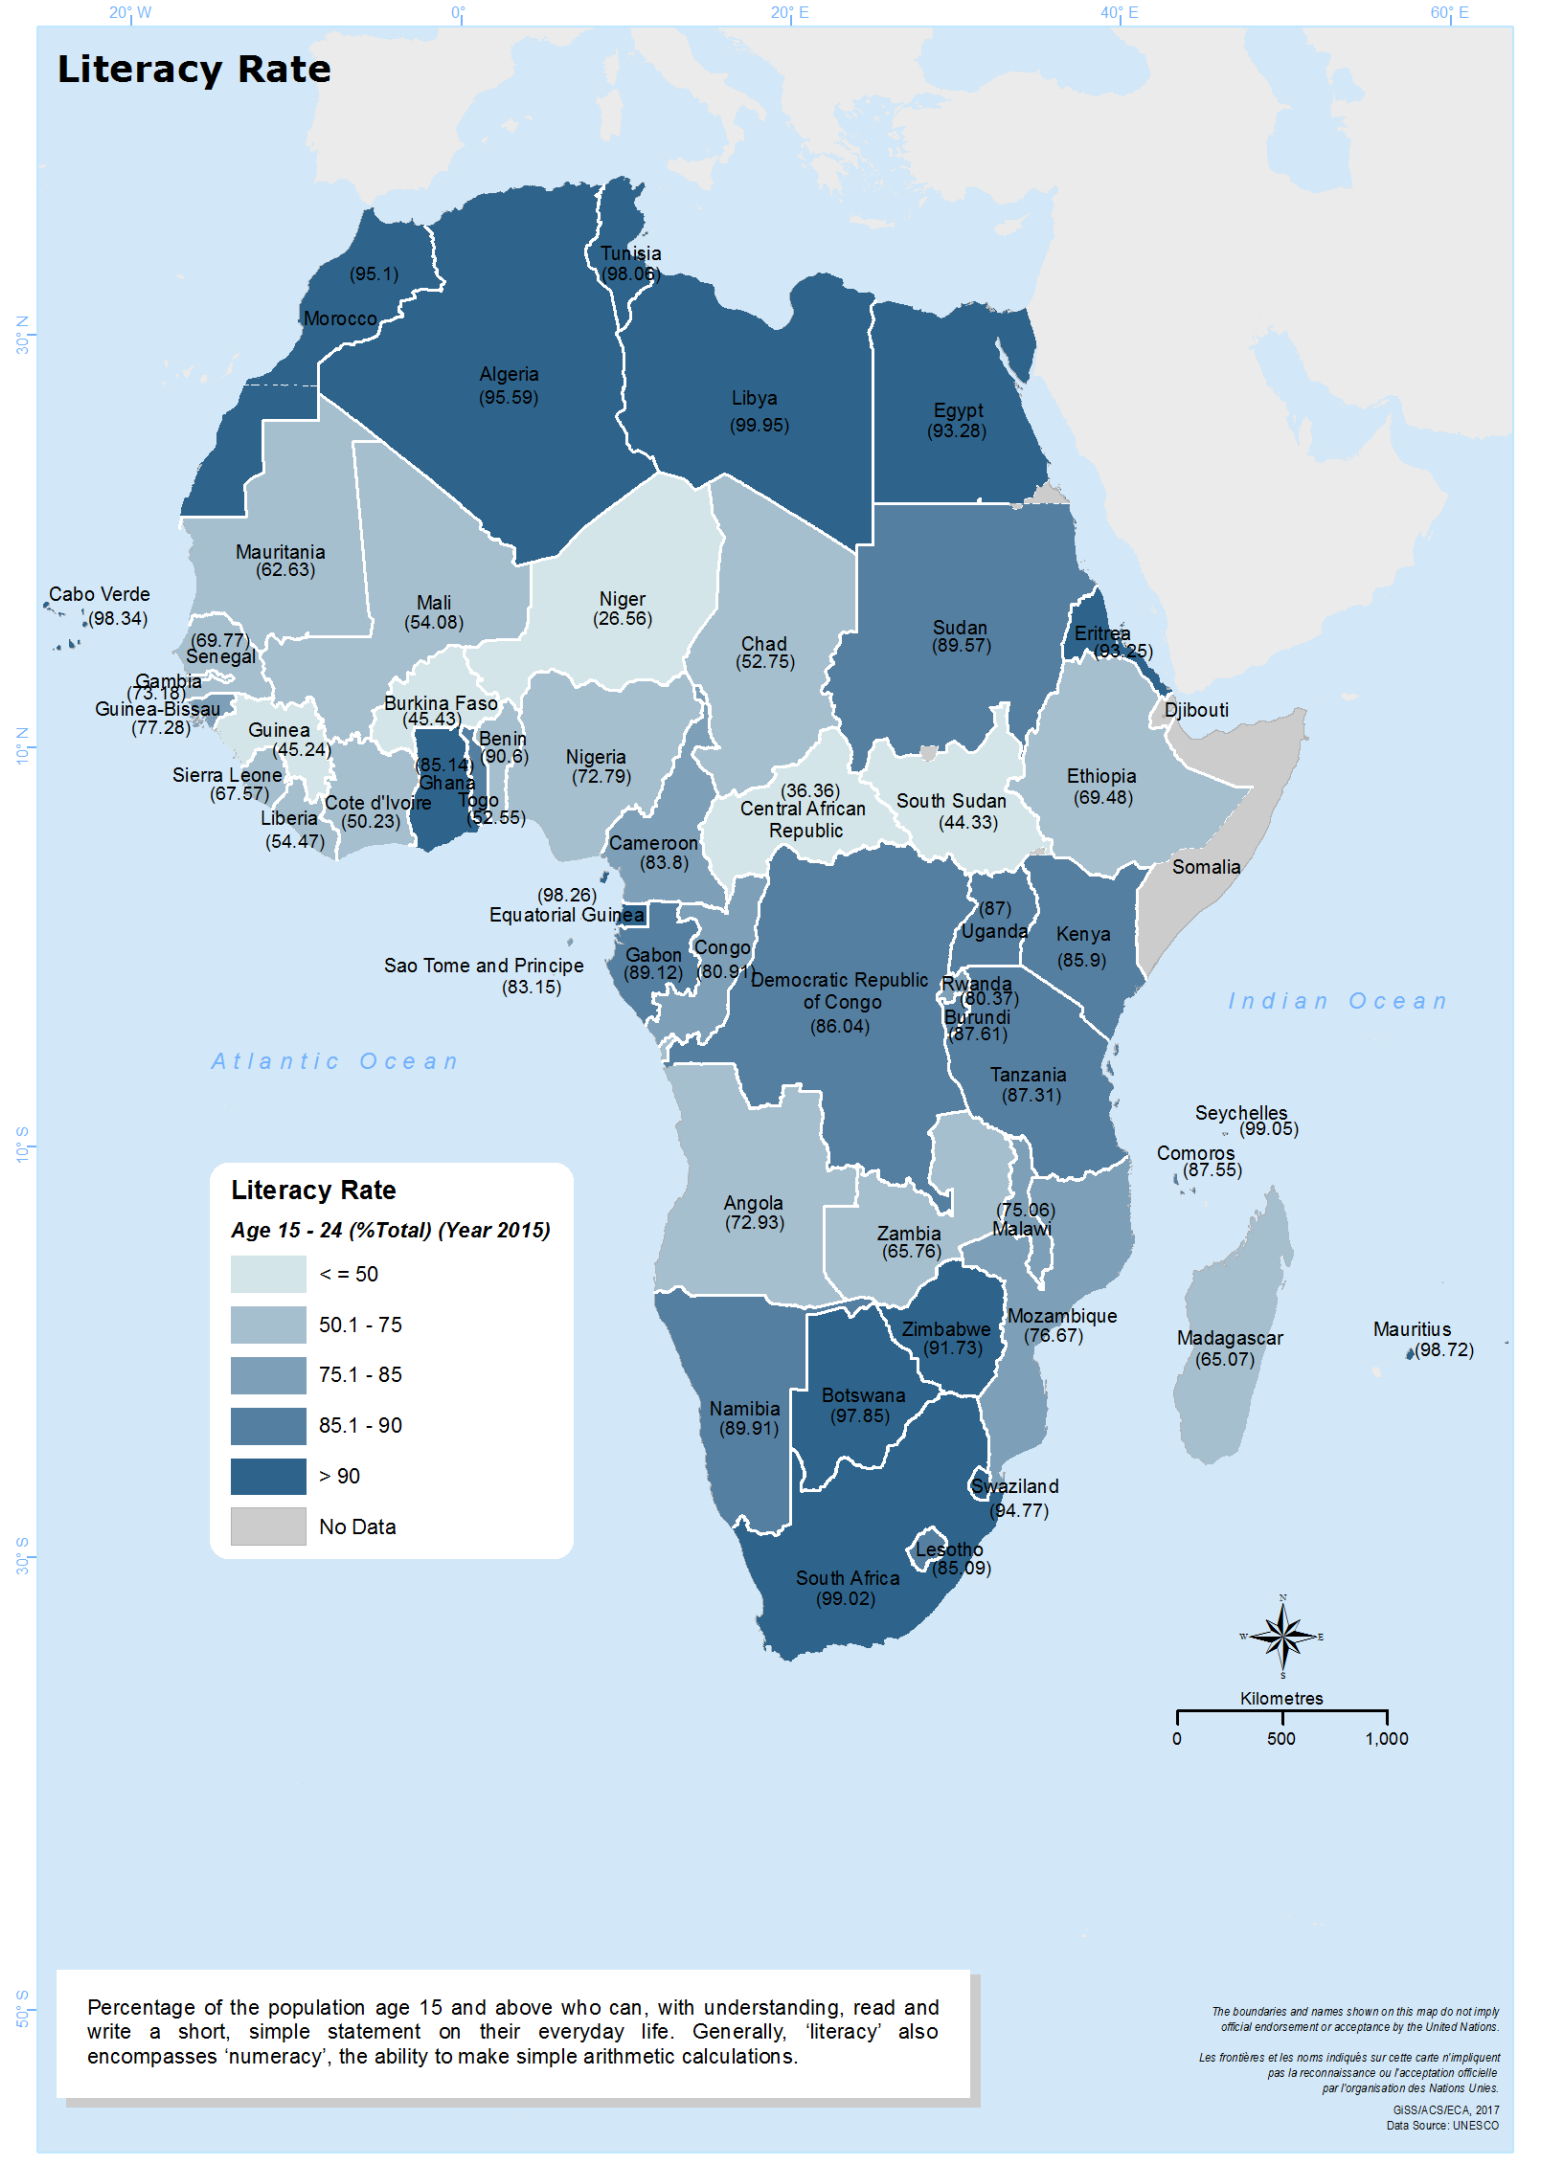 20° W
0°
20° E
40° E
60° E
Literacy Rate
Tunisia
(98.06)
(95.1)
Morocco
30° N
Algeria
(95.59)
Libya
(99.95)
Egypt
(93.28)
Mauritania
(62.63)
Cabo Verde
(98.34)
Mali
(54.08)
Niger
(26.56)
Chad
(52.75)
Sudan
(89.57)
Eritrea
(93.25)
(69.77)
Senegal
Gambia
(73.18)
Guinea-Bissau
(77.28)
Burkina Faso
(45.43)
Djibouti
Guinea
(45.24)
Benin
(90.6)
10° N
Nigeria
(72.79)
(85.14)
Ghana
Sierra Leone
(67.57)
Cote d'Ivoire
(50.23)
Togo
(52.55)
Liberia
(54.47)
(36.36)
Central African
Republic
South Sudan
(44.33)
Ethiopia
(69.48)
Cameroon
(83.8)
Somalia
(98.26)
Equatorial Guinea
(87)
Uganda
Kenya
(85.9)
Gabon
(89.12)
Congo
(80.91)
Sao Tome and Principe
(83.15)
Democratic Republic
of Congo
(86.04)
Rwanda
(80.37)
Burundi
(87.61)
Indian Ocean
Atlantic Ocean
Tanzania
(87.31)
Seychelles
(99.05)
10° S
Comoros
(87.55)
Angola
(72.93)
Zambia
(65.76)
(75.06)
Malawi
Mozambique
(76.67)
Zimbabwe
(91.73)
Madagascar
(65.07)
Mauritius
(98.72)
Botswana
(97.85)
Namibia
(89.91)
Swaziland
(94.77)
Lesotho
(85.09)
South Africa
(99.02)
Literacy Rate
Age 15 - 24 (%Total) (Year 2015)
< = 50
50.1 - 75
75.1 - 85
85.1 - 90
> 90
No Data
30° S
N
W E
S
Kilometres
0 500 1,000
50° S
Percentage of the population age 15 and above who can, with understanding, read and
write a short, simple statement on their everyday life. Generally, ‘literacy’ also
encompasses ‘numeracy’, the ability to make simple arithmetic calculations.
The boundaries and names shown on this map do not imply
official endorsement or acceptance by the United Nations.
Les frontières et les noms indiqués sur cette carte n'impliquent
pas la reconnaissance ou l'acceptation officielle
par l'organisation des Nations Unies.
GiSS/ACS/ECA, 2017
Data Source: UNESCO